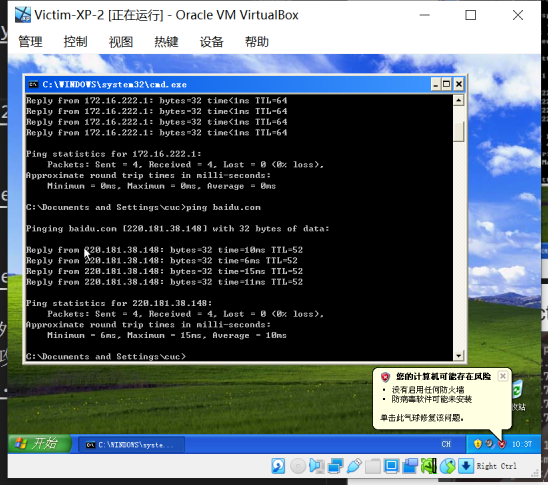 Victim-XP-2 [正在运行] - Oracle VM VirtualBox
管理 控制 视图 热键 设备 帮助
C:\WINDOWS\system32\cmd.exe
Reply from 172.16.222.1: bytes=32 time<1ms TTL=64
Reply from 172.16.222.1: bytes=32 time<1ms TTL=64
Reply from 172.16.222.1: bytes=32 time<1ms TTL=64
Reply from 172.16.222.1: bytes=32 time<1ms TTL=64
Ping statistics for 172.16.222.1:
Packets: Sent = 4, Received = 4, Lost = 0 (0% loss),
Approximate round trip times in milli-seconds:
Minimum = 0ms, Maximum = 0ms, Average = 0ms
C:\Documents and Settings\cuc>ping baidu.com
Pinging baidu.com [220.181.38.148] with 32 bytes of data:
Reply from 220.181.38.148: bytes=32 time=10ms TTL=52
Reply from 220.181.38.148: bytes=32 time=6ms TTL=52
Reply from 220.181.38.148: bytes=32 time=15ms TTL=52
Reply from 220.181.38.148: bytes=32 time=11ms TTL=52
Ping statistics for 220.181.38.148:
Packets: Sent = 4, Received = 4, Lost = 0 (0% loss),
Approximate round trip times in milli-seconds:
Minimum = 6ms, Maximum = 15ms, Average = 10ms
C:\Documents and Settings\cuc>
您的计算机可能存在风险
• 没有启用任何防火墙
• 防病毒软件可能未安装
单击此气球修复该问题。
收站
开始
C:\WINDOWS\syste...
CH
10:37
Right Ctrl